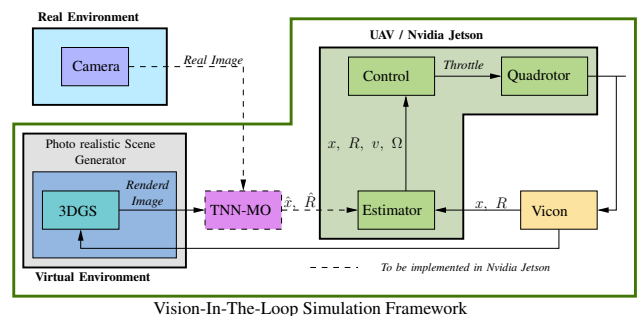 Real Environment
Camera
Real Image
UAV / Nvidia Jetson
Control
Throttle
Quadrotor
x, R, v, Ω
Photo realistic Scene
Generator
3DGS
Renderd
Image
TNN-MO
x̂, R̂
Estimator
x, R
Vicon
Virtual Environment
To be implemented in Nvidia Jetson
Vision-In-The-Loop Simulation Framework